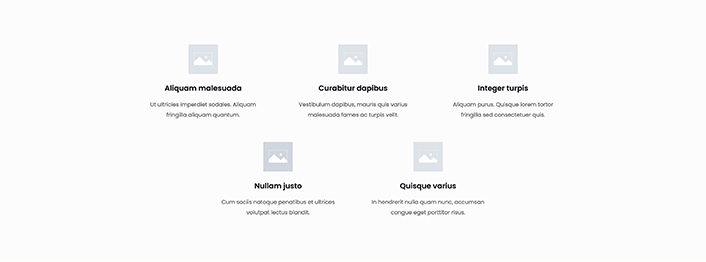 Aliquam malesuada
Ut ultricies imperdiet sodales. Aliquam
fringilla aliquam quantum.
Curabitur dapibus
Vestibulum dapibus, mauris quis varius
malesuada fames ac turpis velit.
Integer turpis
Aliquam purus. Quisque lorem tortor
fringilla sed consectetuer quis.
Nullam justo
Cum sociis natoque penatibus et ultrices
volutpat lectus blandit.
Quisque varius
In hendrerit nulla quam nunc, accumsan
congue eget porttitor risus.